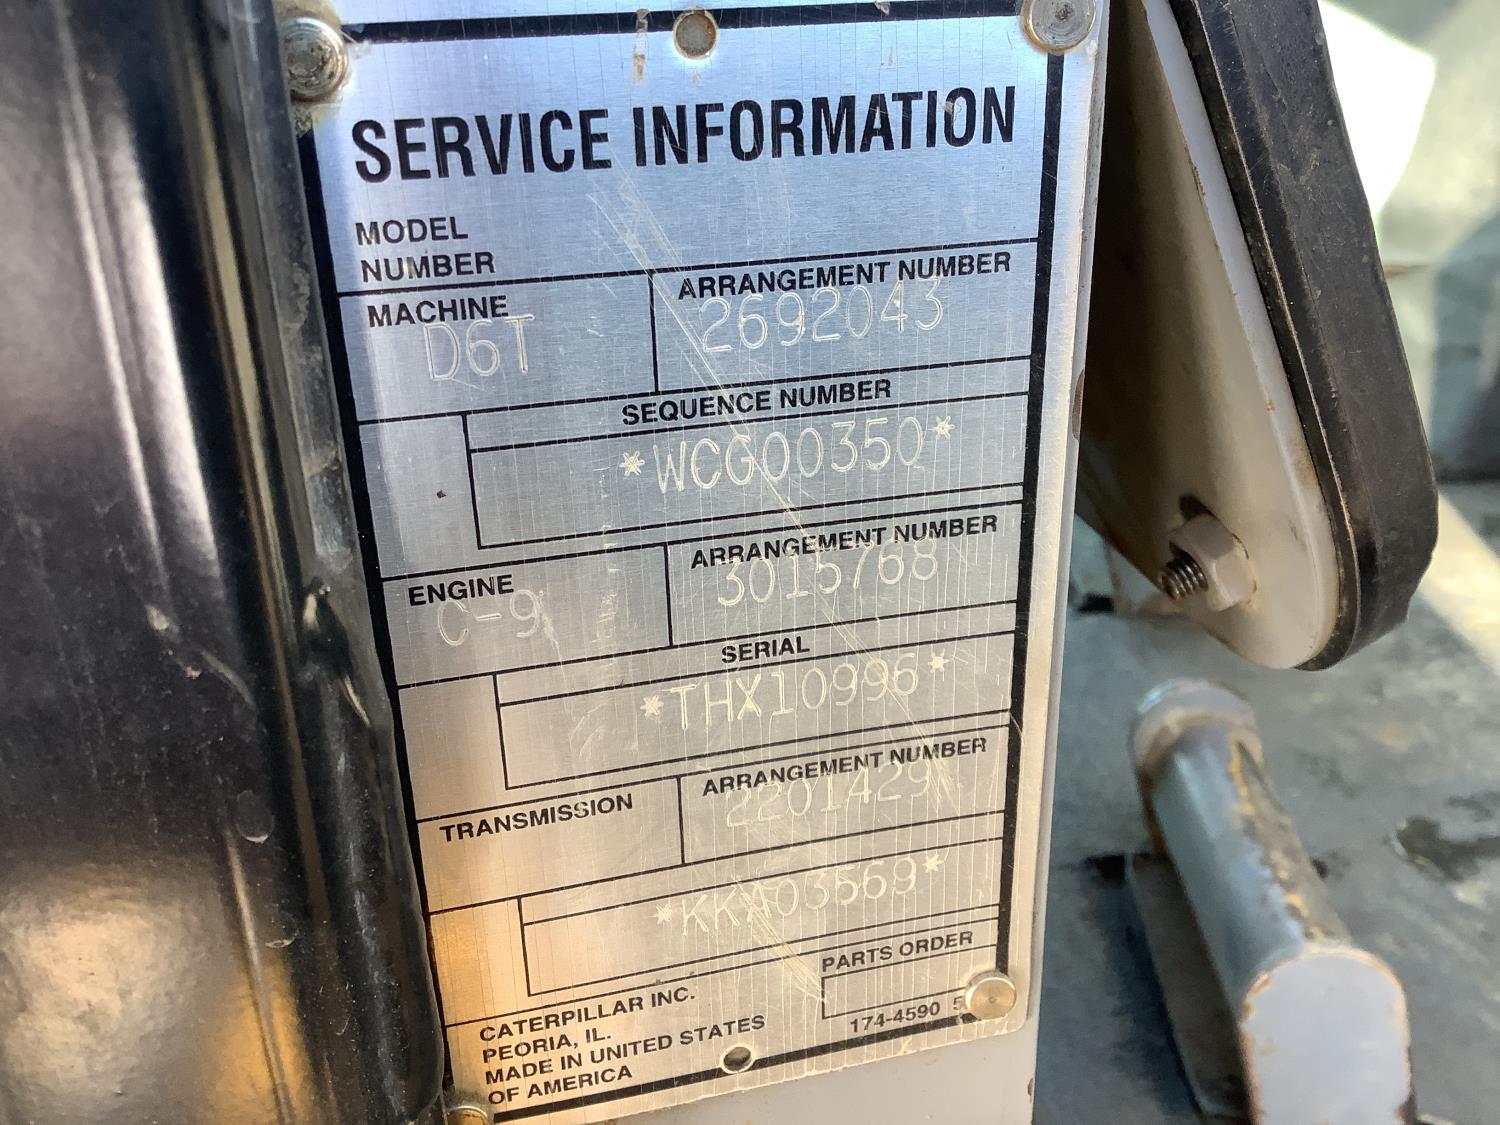 SERVICE INFORMATION
MODEL
NUMBER
MACHINE
D6T
ARRANGEMENT NUMBER
2692043
SEQUENCE NUMBER
*WCG00350*
ENGINE
C-9
ARRANGEMENT NUMBER
3015768
SERIAL
*THX10996*
TRANSMISSION
ARRANGEMENT NUMBER
2201429
*KKA03569*
PARTS ORDER
174-4590 5
CATERPILLAR INC.
PEORIA, IL.
MADE IN UNITED STATES
OF AMERICA